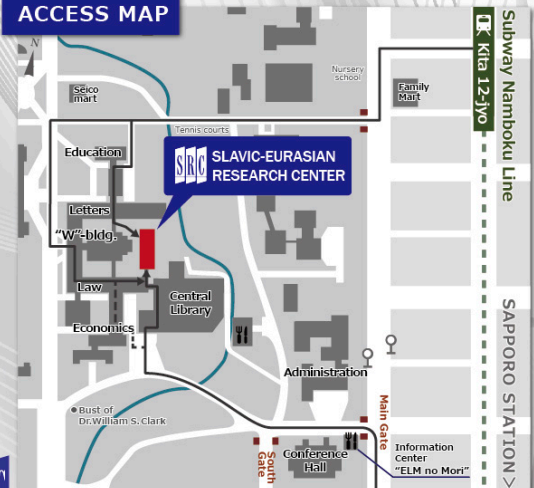 ACCESS MAP
N
Seico
mart
Nursery
school
Family
Mart
Kita 12-jyo
Subway Namboku Line
Tennis courts
Education
SRC
SLAVIC-EURASIAN
RESEARCH CENTER
Letters
"W"-bldg.
Law
Central
Library
Economics
Administration
SAPPORO STATION >
Bust of
Dr.William S.Clark
Main Gate
South
Gate
Conference
Hall
Information
Center
"ELM no Mori"